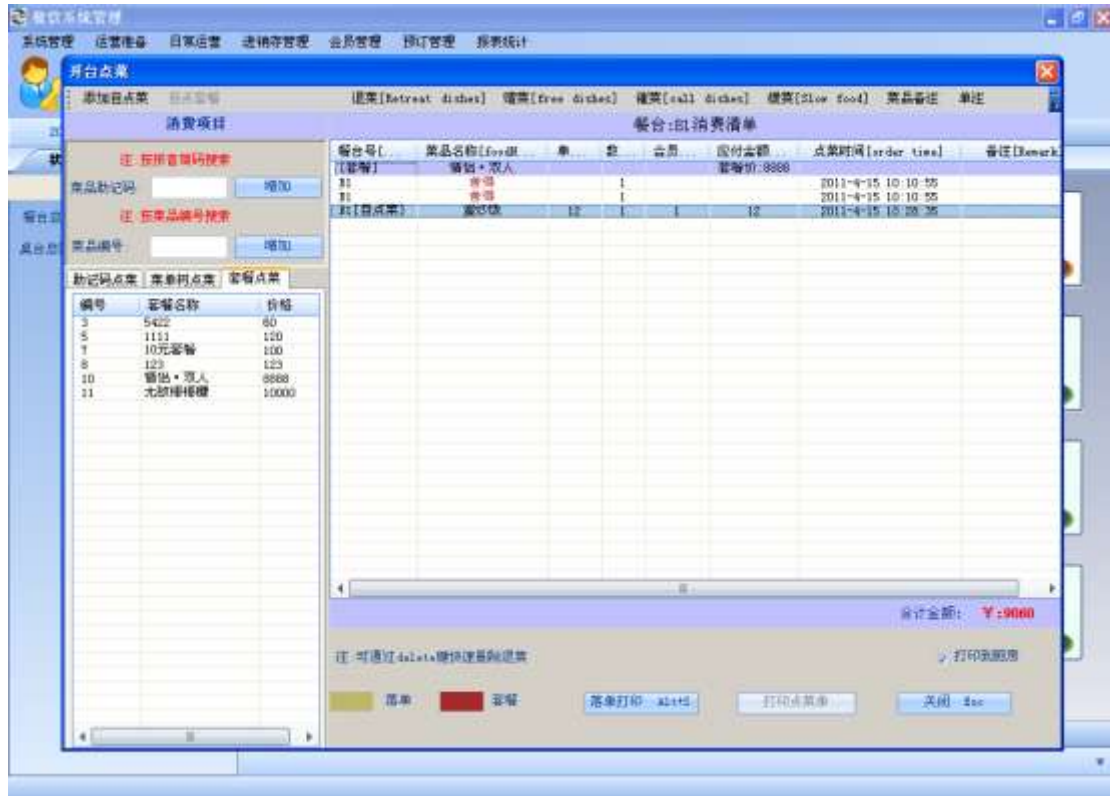 餐饮系统管理
系统管理 运营准备 日常运营 进销存管理 会员管理 预订管理 报表统计
开台点菜
添加自点菜
退菜[Retreat dishes] 赠菜[free dishes] 催菜[call dishes] 缓菜[Slow food] 菜品备注 单注
消费项目
餐台:B1消费清单
注:按拼音编码搜索
菜品助记码 增加
注:按菜品编号搜索
菜品编号 增加
助记码点菜 菜单树点菜 套餐点菜
编号 套餐名称 价格
3 5422 60
5 1111 120
7 10元套餐 100
8 123 123
10 情侣·双人 8888
11 10000
餐台号[... 菜品名称[foodN... 单... 数... 会员... 应付金额... 点菜时间[order time] 备注[Remark
[套餐] 情侣·双人 套餐价:8888
B1 1 2011-4-15 10:10:55
B1 1 2011-4-15 10:10:55
B1[自点菜] 12 1 1 12 2011-4-15 10:28:35
合计金额: ¥:9060
注:可通过delete键快速删除退菜
打印到厨房
落单 套餐 落单打印 Alt+S 打印点菜单 关闭 Esc